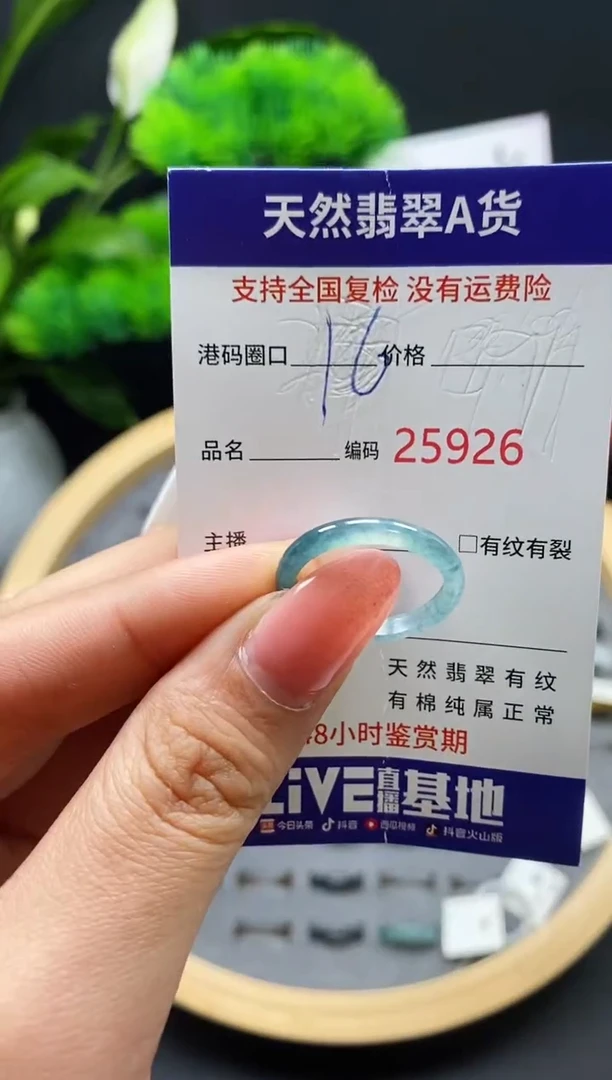 天然翡翠A货
支持全国复检 没有运费险
港码圈口 16 价格
品名 编码 25926
主播 □有纹有裂
天然翡翠有纹
有棉纯属正常
8小时鉴赏期
LiVE直播基地
今日头条 抖音 西瓜视频 抖音火山版